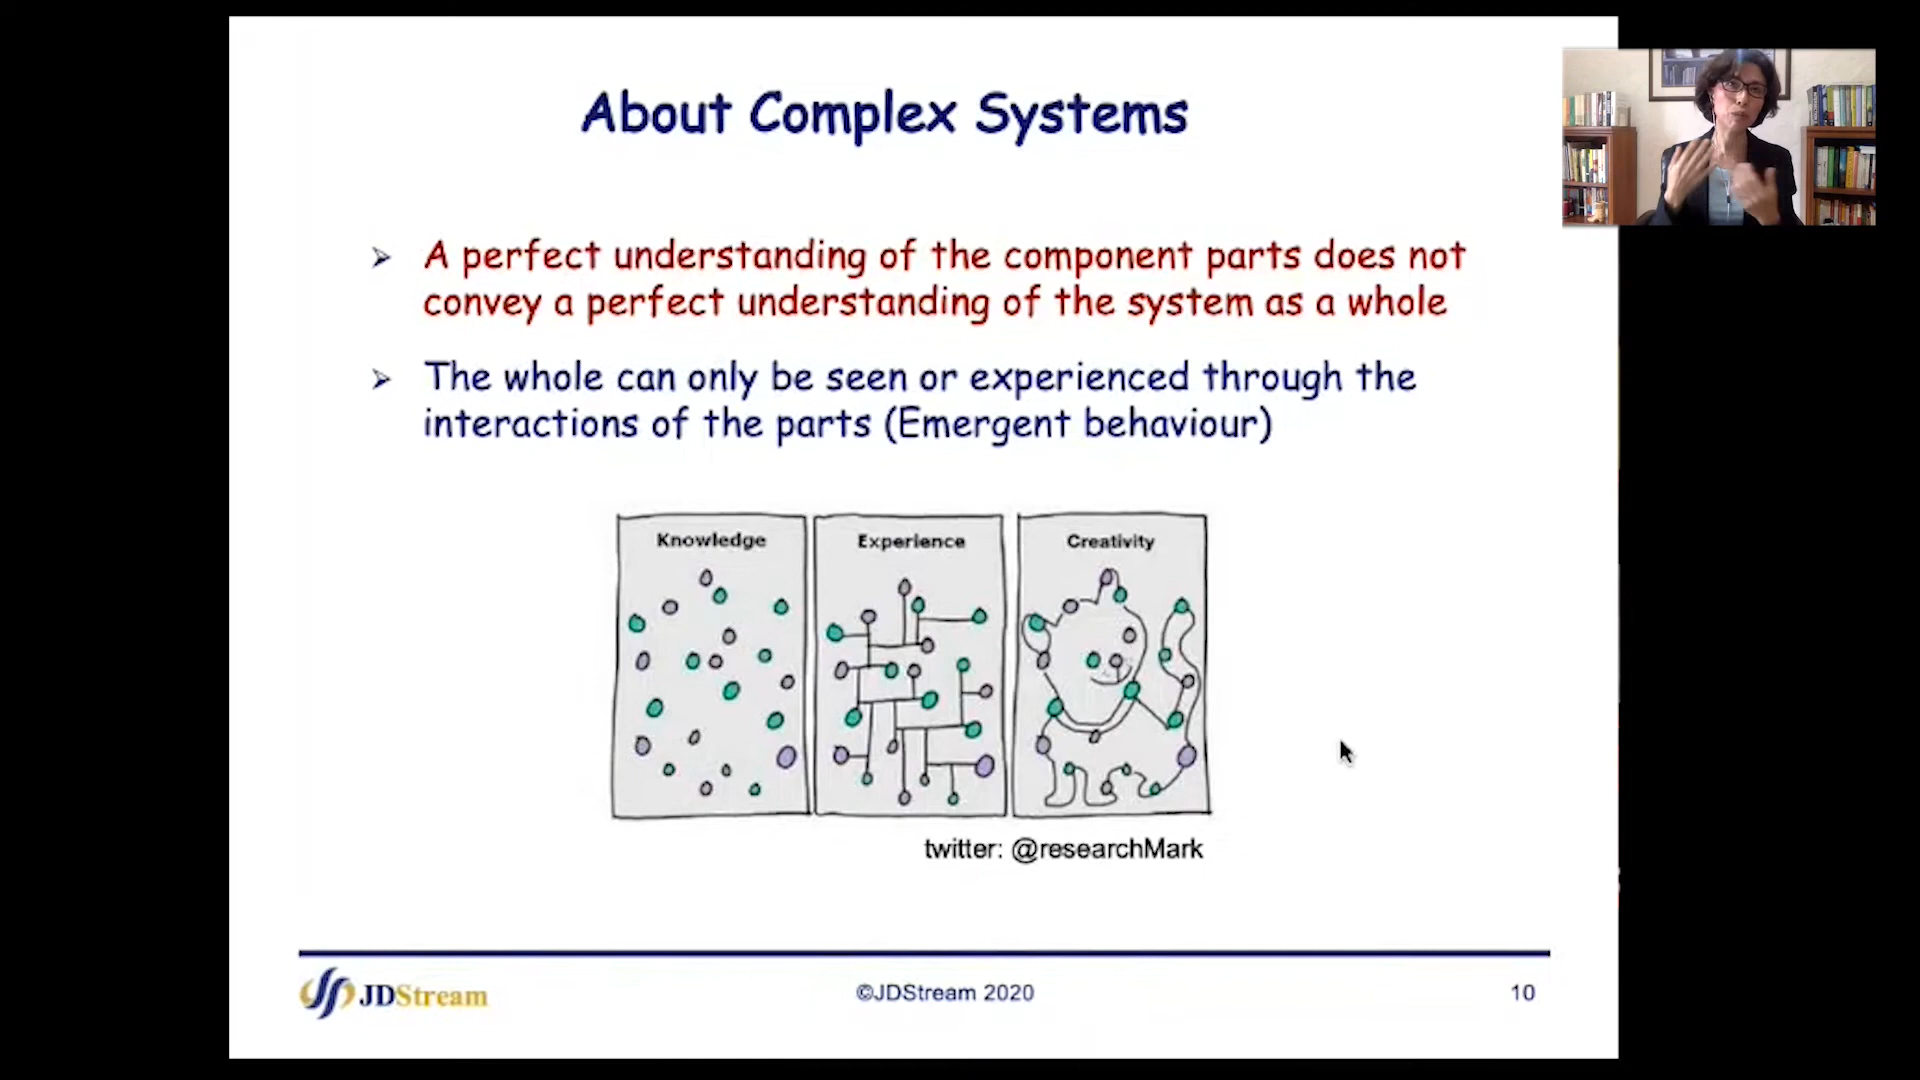 About Complex Systems
A perfect understanding of the component parts does not
convey a perfect understanding of the system as a whole
The whole can only be seen or experienced through the
interactions of the parts (Emergent behaviour)
Knowledge
Experience
Creativity
twitter: @researchMark
JDStream
©JDStream 2020
10